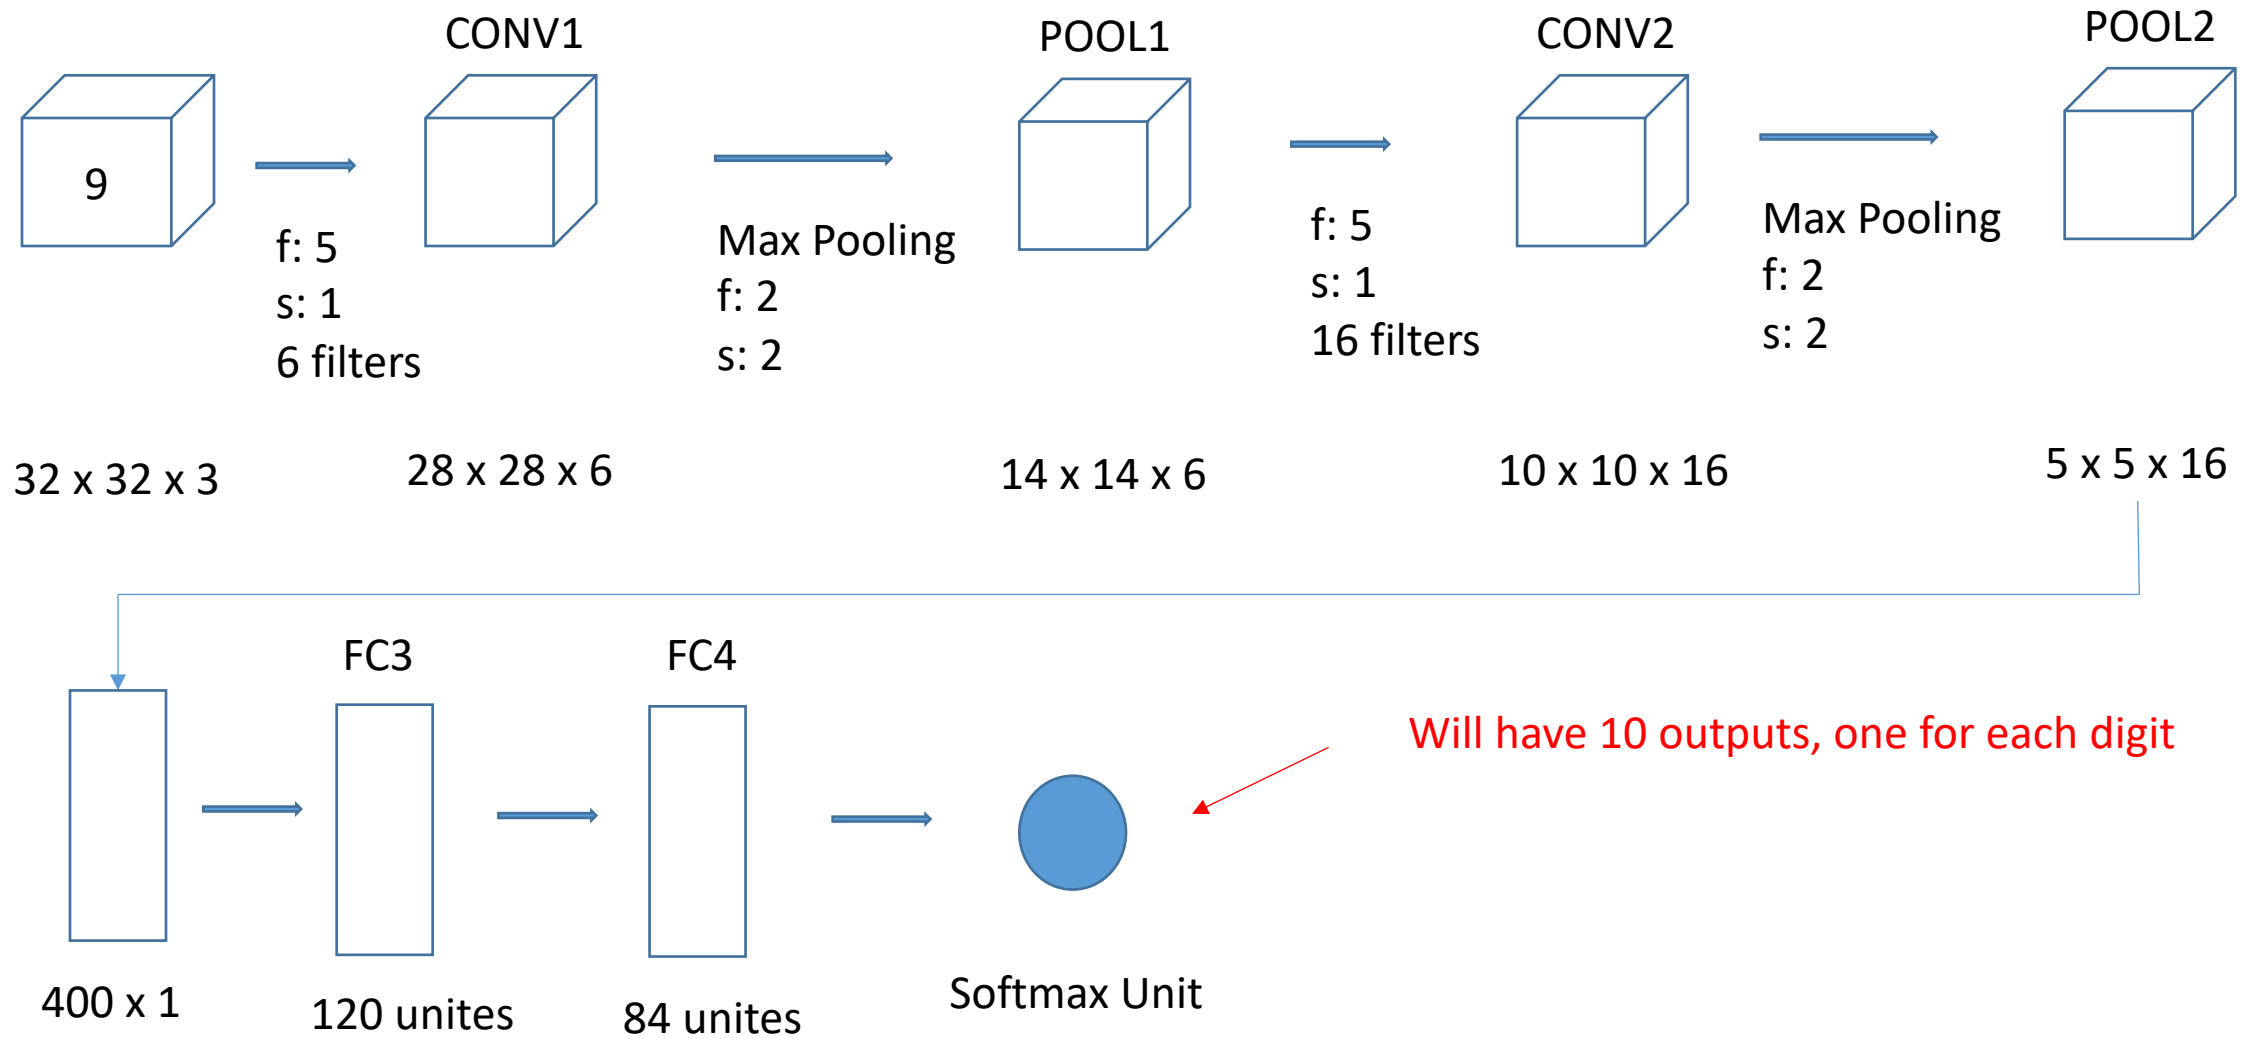 CONV1
POOL1
CONV2
POOL2
9
f: 5
s: 1
6 filters
Max Pooling
f: 2
s: 2
f: 5
s: 1
16 filters
Max Pooling
f: 2
s: 2
32 x 32 x 3
28 x 28 x 6
14 x 14 x 6
10 x 10 x 16
5 x 5 x 16
FC3
FC4
Will have 10 outputs, one for each digit
400 x 1
120 unites
84 unites
Softmax Unit